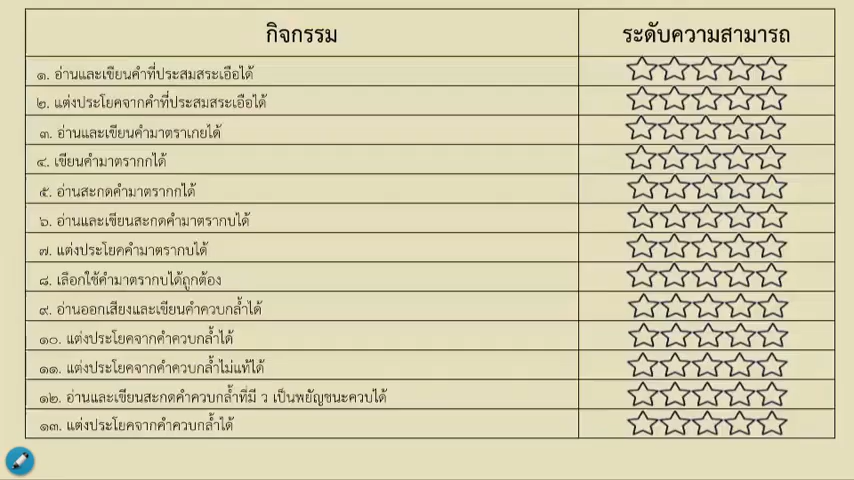 กิจกรรม
ระดับความสามารถ
๑. อ่านและเขียนคำที่ประสมสระเอือได้
๒. แต่งประโยคจากคำที่ประสมสระเอือได้
๓. อ่านและเขียนคำมาตราเกยได้
๔. เขียนคำมาตรากกได้
๕. อ่านสะกดคำมาตรากกได้
๖. อ่านและเขียนสะกดคำมาตรากบได้
๗. แต่งประโยคคำมาตรากบได้
๘. เลือกใช้คำมาตรากบได้ถูกต้อง
๙. อ่านออกเสียงและเขียนคำควบกล้ำได้
๑๐. แต่งประโยคจากคำควบกล้ำได้
๑๑. แต่งประโยคจากคำควบกล้ำไม่แท้ได้
๑๒. อ่านและเขียนสะกดคำควบกล้ำที่มี ว เป็นพยัญชนะควบได้
๑๓. แต่งประโยคจากคำควบกล้ำได้